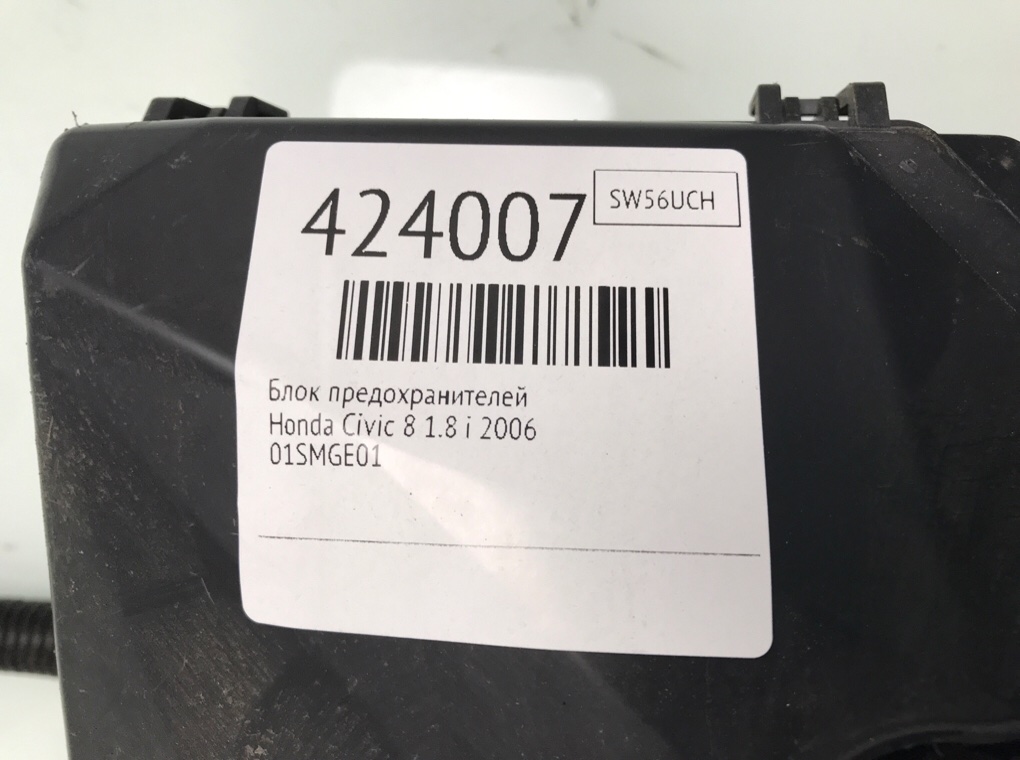 424007
SW56UCH
Блок предохранителей
Honda Civic 8 1.8 i 2006
01SMGE01